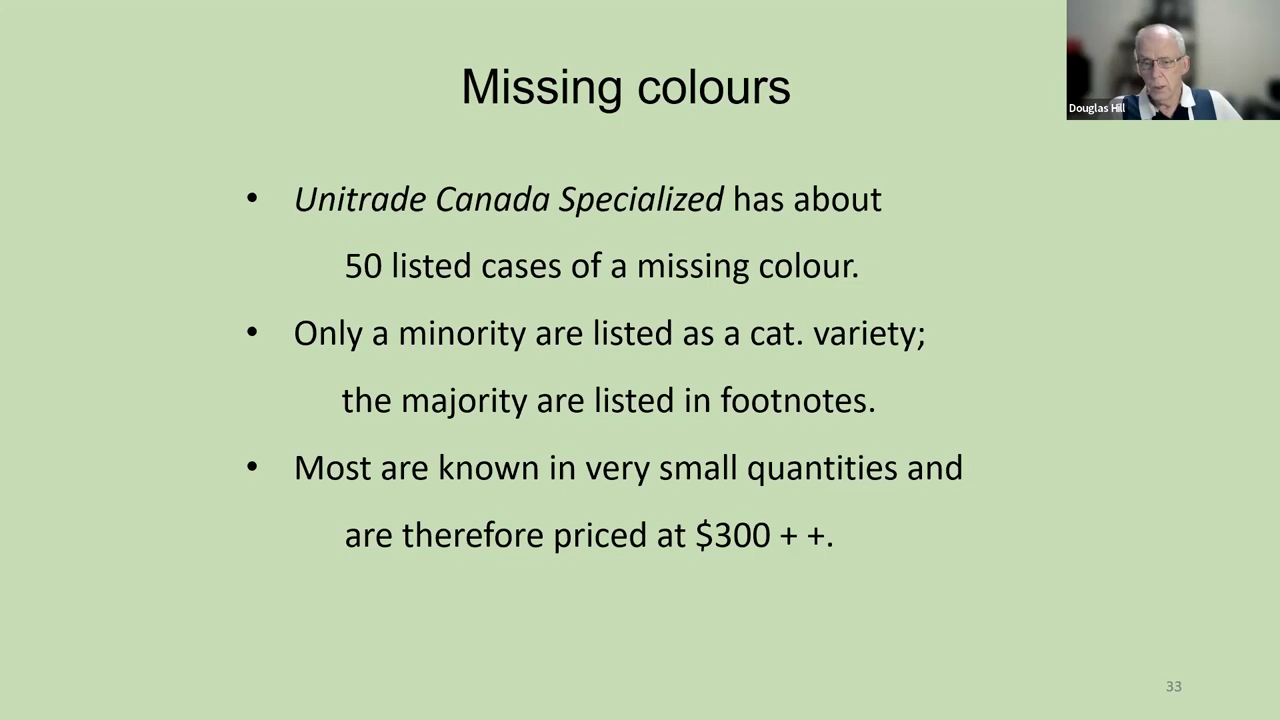 Missing colours
Douglas Hill
• Unitrade Canada Specialized has about
50 listed cases of a missing colour.
• Only a minority are listed as a cat. variety;
the majority are listed in footnotes.
• Most are known in very small quantities and
are therefore priced at $300 + +.
33